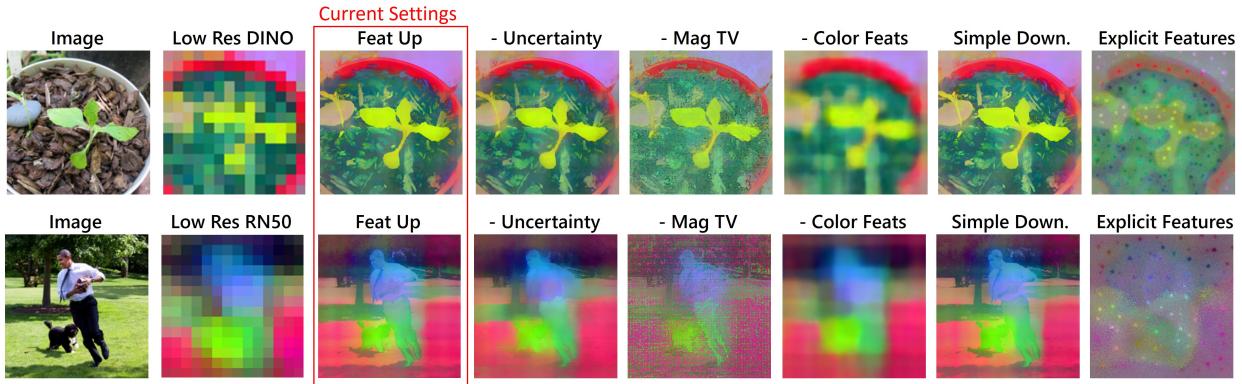 Current Settings
Image Low Res DINO Feat Up - Uncertainty - Mag TV - Color Feats Simple Down. Explicit Features
Image Low Res RN50 Feat Up - Uncertainty - Mag TV - Color Feats Simple Down. Explicit Features